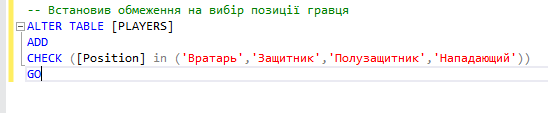 -- Встановив обмеження на вибір позиції гравця
ALTER TABLE [PLAYERS]
ADD
CHECK ([Position] in ('Вратарь','Защитник','Полузащитник','Нападающий'))
GO